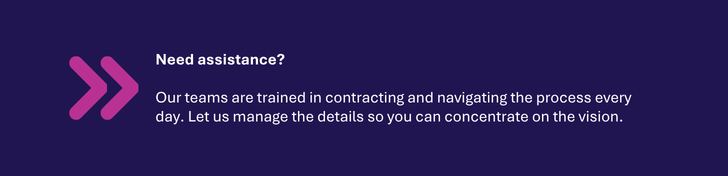 Need assistance?
Our teams are trained in contracting and navigating the process every
day. Let us manage the details so you can concentrate on the vision.